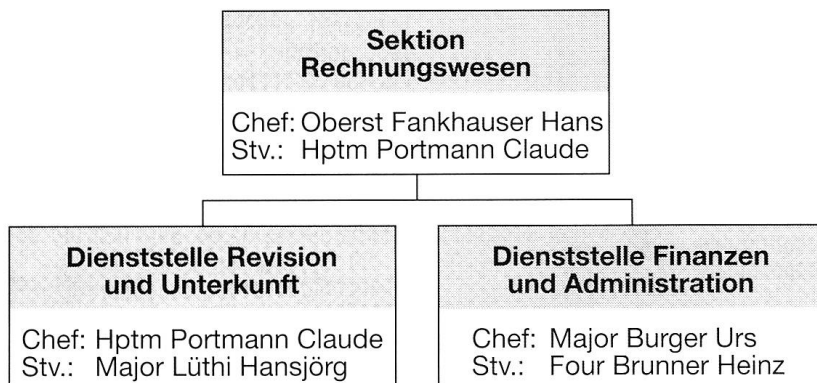 Sektion
Rechnungswesen
Chef: Oberst Fankhauser Hans
Stv.: Hptm Portmann Claude
Dienststelle Revision
und Unterkunft
Chef: Hptm Portmann Claude
Stv.: Major Lüthi Hansjörg
Dienststelle Finanzen
und Administration
Chef: Major Burger Urs
Stv.: Four Brunner Heinz